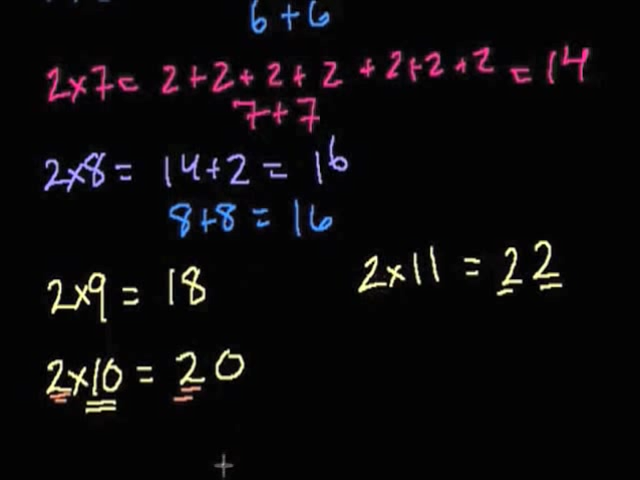 6 + 6
2x7 = 2+2+2+2+2+2+2 = 14
7+7
2x8 = 14+2 = 16
8+8 = 16
2x9 = 18
2x11 = 22
2x10 = 20